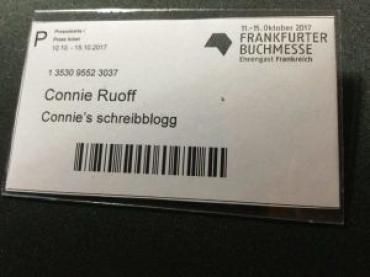 P
Pressekarte /
Press ticket
10.10. - 15.10.2017
11.-15. Oktober 2017
FRANKFURTER
BUCHMESSE
Ehrengast Frankreich
1 3530 9552 3037
Connie Ruoff
Connie's schreibblogg